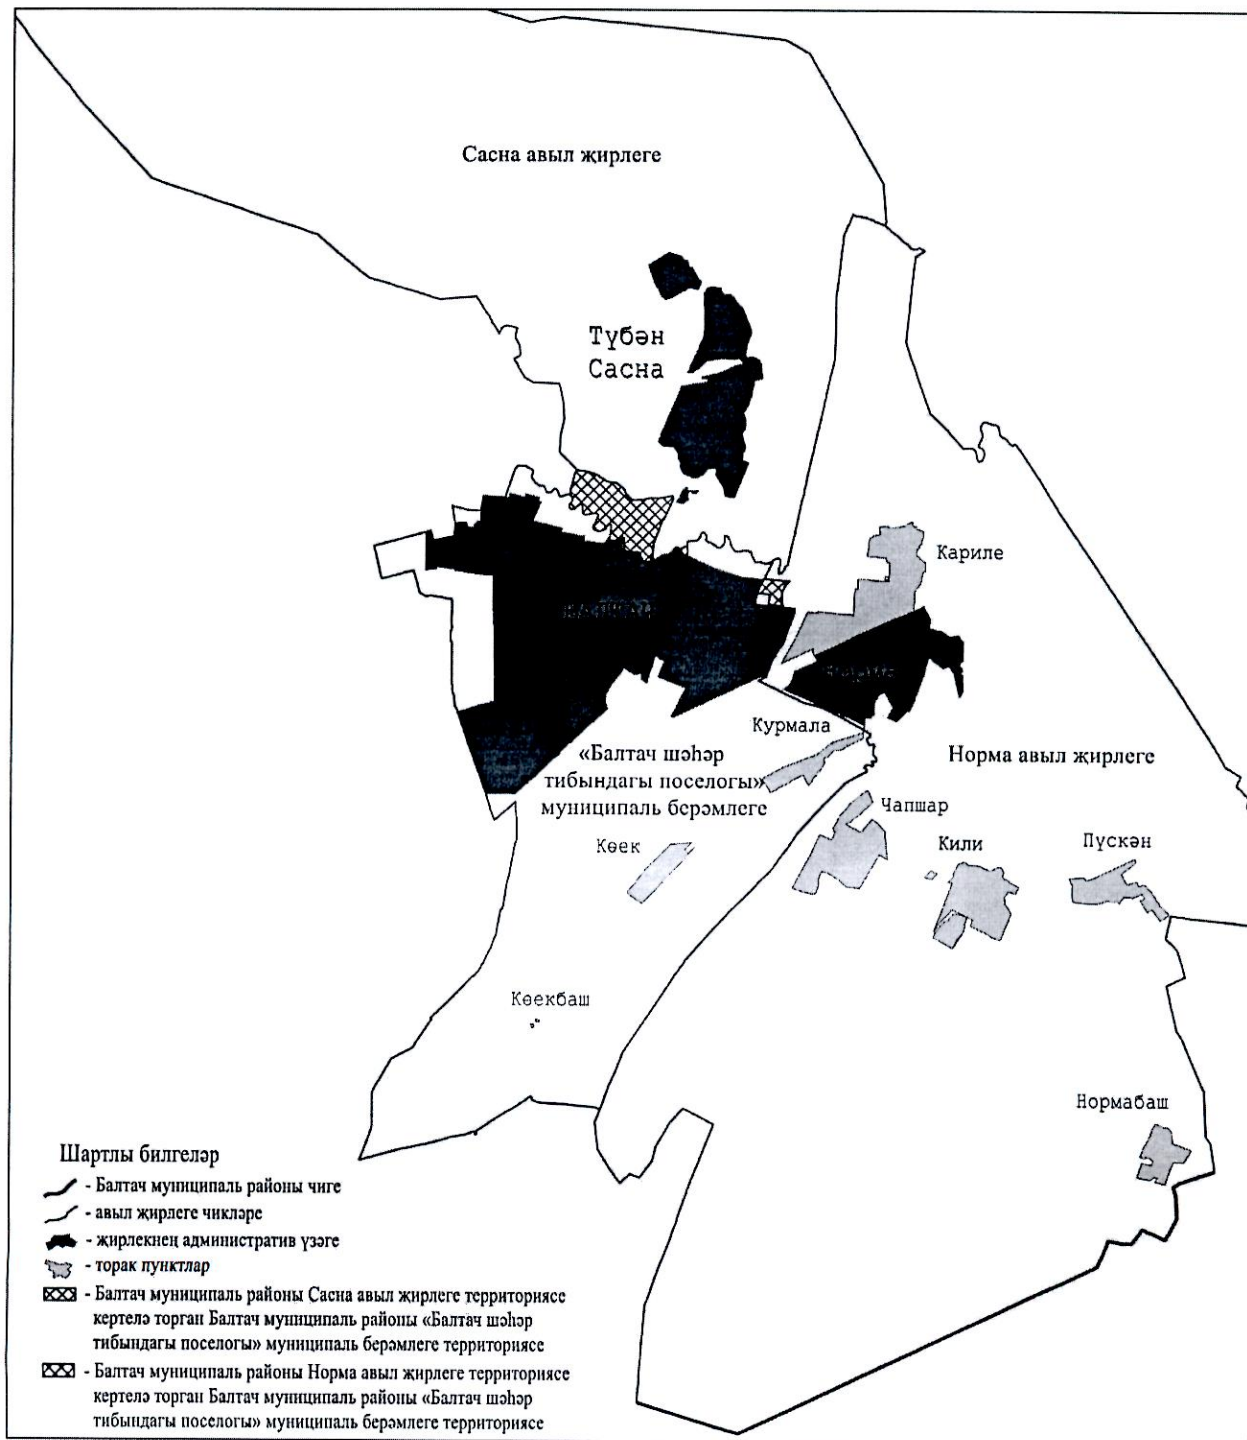 Сасна авыл җирлеге
Түбән
Сасна
Кариле
Курмала
«Балтач шәһәр
тибындагы поселогы»
муниципаль берәмлеге
Норма авыл җирлеге
Чапшар
Көек
Кили
Пүскән
Көекбаш
Нормабаш
Шартлы билгеләр
- Балтач муниципаль районы чиге
- авыл җирлеге чикләре
- җирлекнең административ үзәге
- торак пунктлар
- Балтач муниципаль районы Сасна авыл җирлеге территориясе
кертелә торган Балтач муниципаль районы «Балтач шәһәр
тибындагы поселогы» муниципаль берәмлеге территориясе
- Балтач муниципаль районы Норма авыл җирлеге территориясе
кертелә торган Балтач муниципаль районы «Балтач шәһәр
тибындагы поселогы» муниципаль берәмлеге территориясе